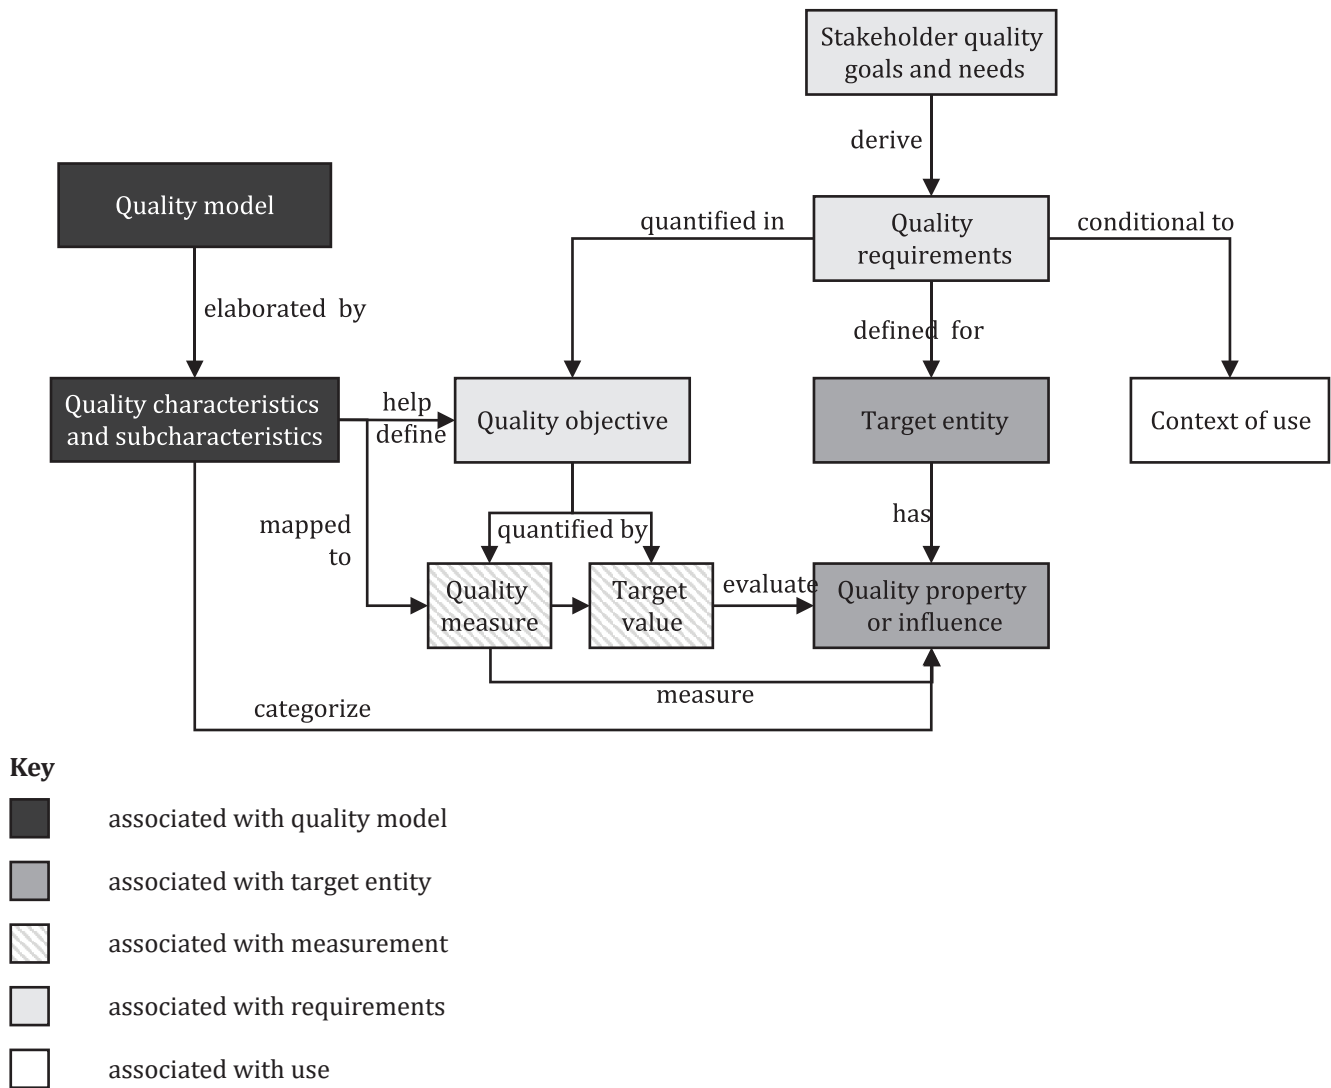 Stakeholder quality
goals and needs
derive
Quality model
quantified in
Quality
requirements
conditional to
elaborated by
defined for
Quality characteristics
and subcharacteristics
help
define
Quality objective
Target entity
Context of use
mapped
to
quantified by
has
Quality
measure
Target
value
evaluate
Quality property
or influence
measure
categorize
Key
associated with quality model
associated with target entity
associated with measurement
associated with requirements
associated with use